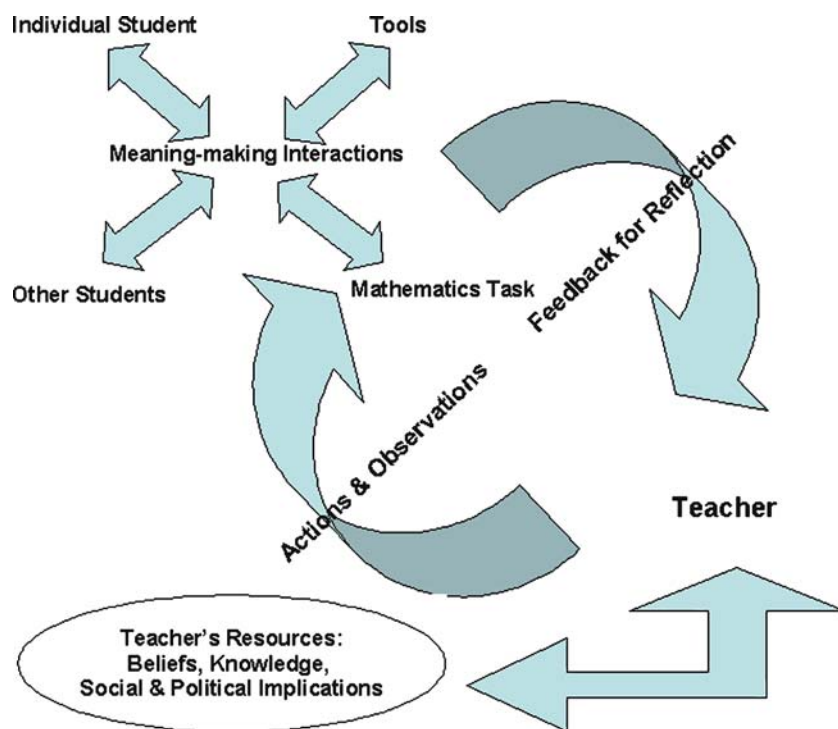 Individual Student
Tools
Meaning-making Interactions
Other Students
Mathematics Task
Feedback for Reflection
Actions & Observations
Teacher
Teacher's Resources:
Beliefs, Knowledge,
Social & Political Implications